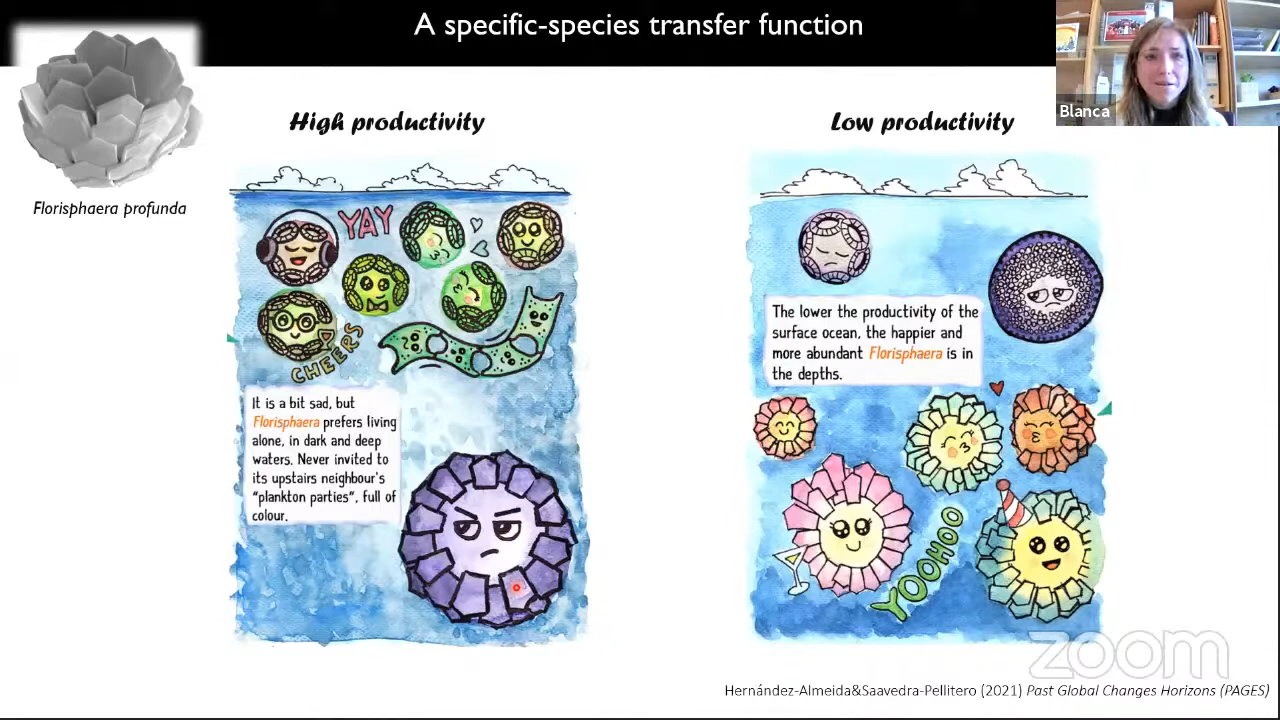 A specific-species transfer function
Blanca
Florisphaera profunda
High productivity
YAY
CHEERS
It is a bit sad, but
Florisphaera prefers living
alone, in dark and deep
waters. Never invited to
its upstairs neighbour's
"plankton parties", full of
colour.
Low productivity
The lower the productivity of the
surface ocean, the happier and
more abundant Florisphaera is in
the depths.
YOOHOO
zoom
Hernández-Almeida&Saavedra-Pellitero (2021) Past Global Changes Horizons (PAGES)